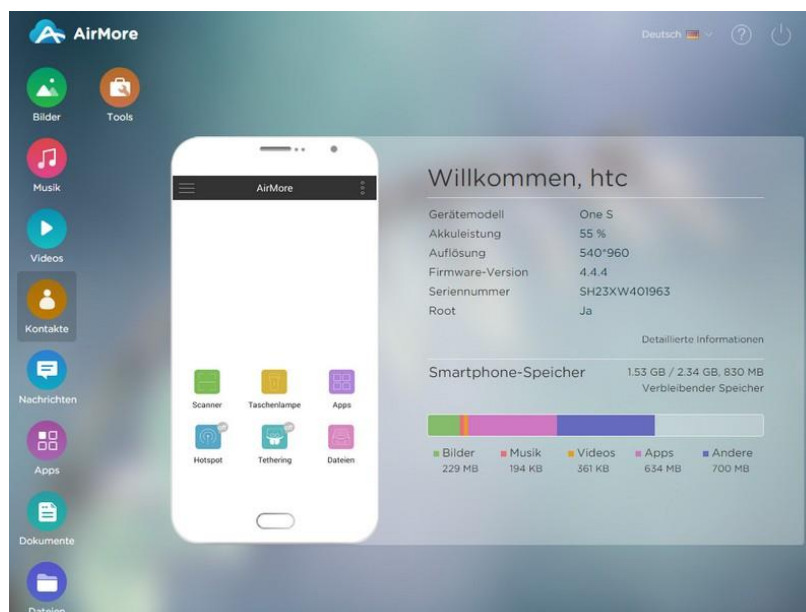 AirMore
Deutsch
Bilder
Tools
Musik
Videos
Kontakte
Nachrichten
Apps
Dokumente
Dateien
AirMore
Scanner
Taschenlampe
Apps
Hotspot
Tethering
Dateien
Willkommen, htc
Gerätemodell One S
Akkuleistung 55 %
Auflösung 540*960
Firmware-Version 4.4.4
Seriennummer SH23XW401963
Root Ja
Detaillierte Informationen
Smartphone-Speicher 1.53 GB / 2.34 GB, 830 MB
Verbleibender Speicher
Bilder Musik Videos Apps Andere
229 MB 194 KB 361 KB 634 MB 700 MB